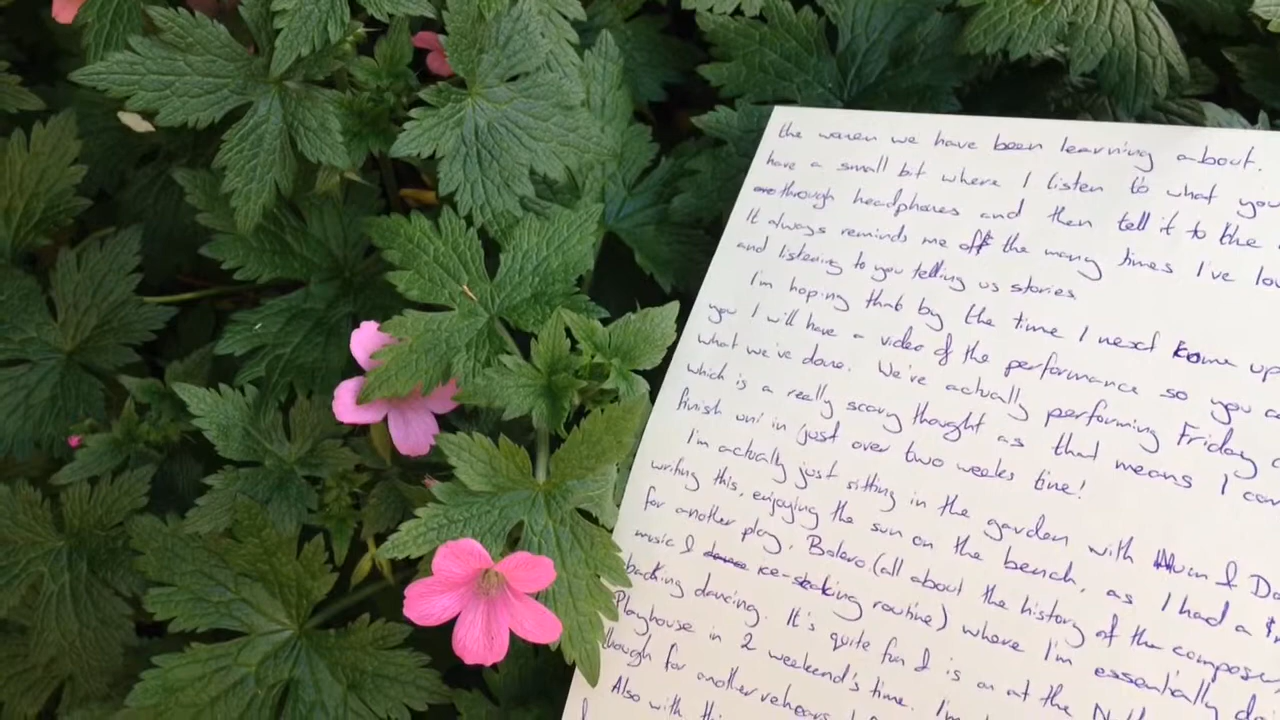 the women we have been learning about.
have a small bit where I listen to what you
through headphones and then tell it to the
It always reminds me off the many times I've
and listening to you telling us stories.
I'm hoping that by the time I next come up
you I will have a video of the performance so you
what we've done. We've actually performing Friday
which is a really scary thought as that means I
finish uni in just over two weeks time!
I'm actually just sitting in the garden with Mum &
writing this, enjoying the sun on the bench, as I had a
for another play, Bolero (all about the history of the composer
music & dance ice-skating routine) where I'm essentially
backing dancing. It's quite fun & is on at the
Playhouse in 2 weekend's time.
though for another
Also with